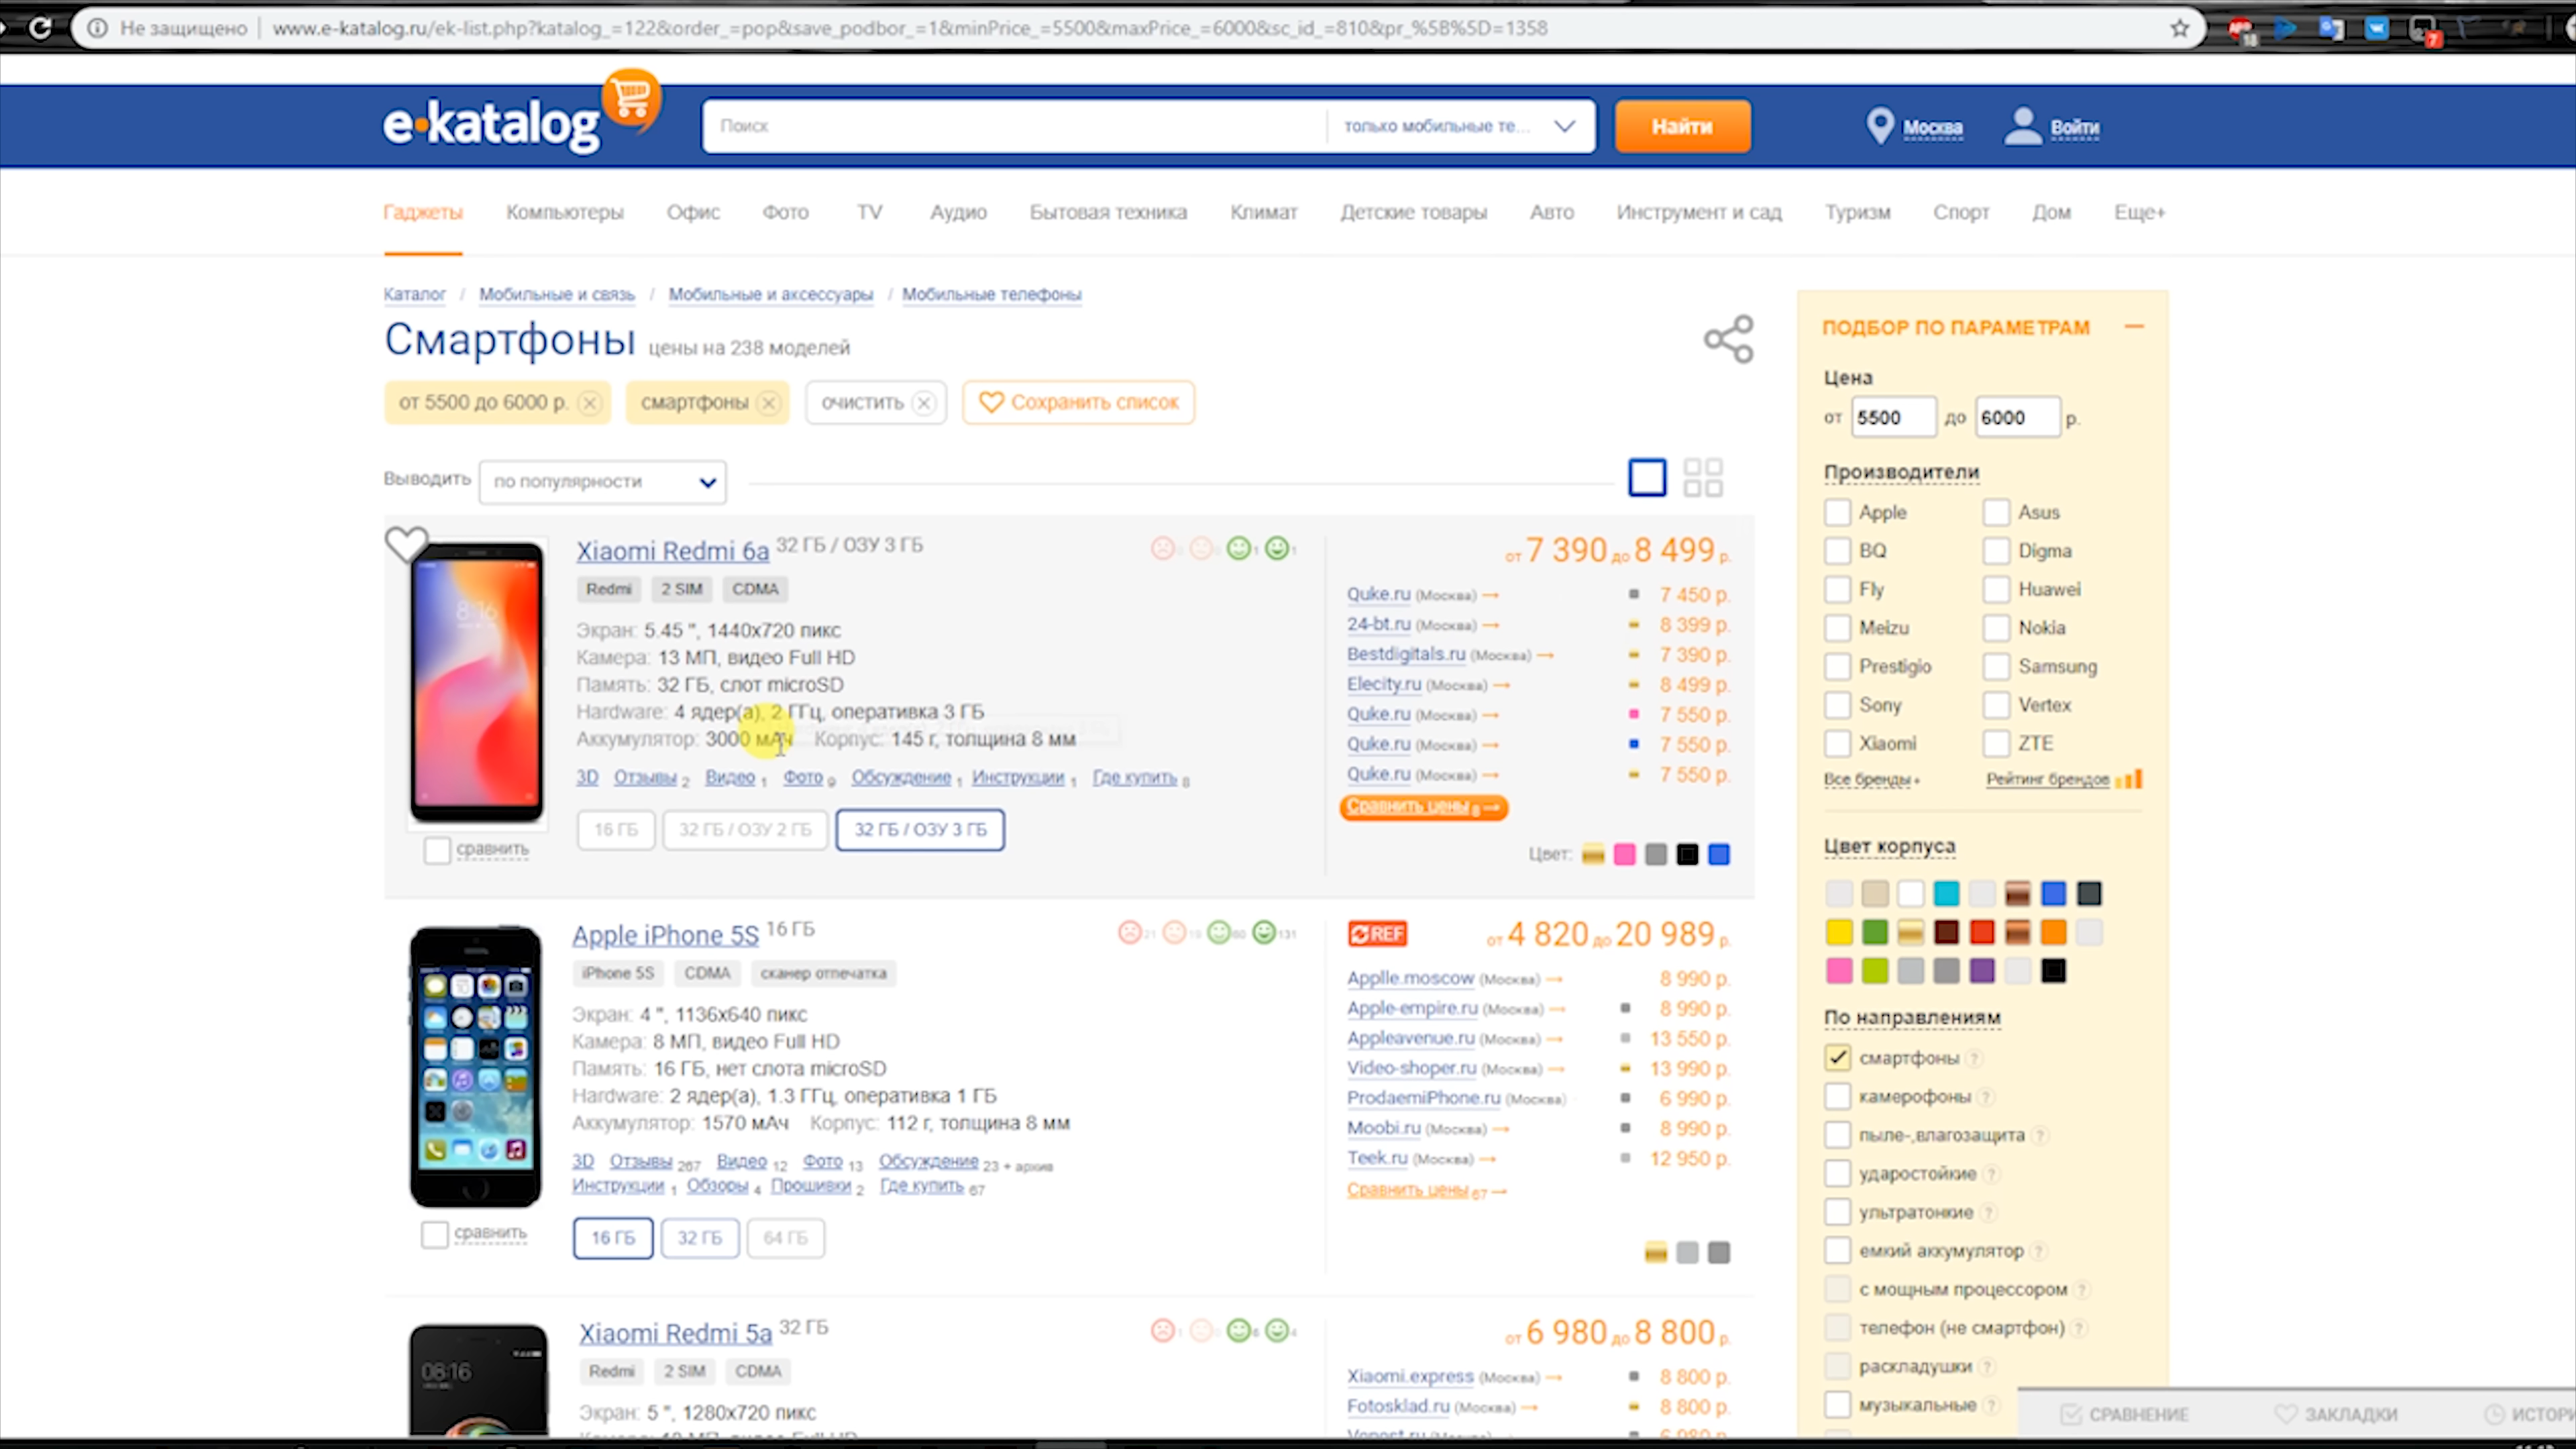 Не защищено www.e-katalog.ru/ek-list.php?katalog_=122&order_=pop&save_podbor_=1&minPrice_=5500&maxPrice_=6000&sc_id_=810&pr_%5B%5D=1358
e-katalog
Поиск только мобильные те... Найти
Москва Войти
Гаджеты Компьютеры Офис Фото TV Аудио Бытовая техника Климат Детские товары Авто Инструмент и сад Туризм Спорт Дом Еще+
Каталог / Мобильные и связь / Мобильные и аксессуары / Мобильные телефоны
Смартфоны цены на 238 моделей
от 5500 до 6000 р. смартфоны очистить Сохранить список
Выводить по популярности
Xiaomi Redmi 6a 32 ГБ / ОЗУ 3 ГБ
Redmi 2 SIM CDMA
Экран: 5.45 ", 1440x720 пикс
Камера: 13 МП, видео Full HD
Память: 32 ГБ, слот microSD
Hardware: 4 ядер(а), 2 ГГц, оперативка 3 ГБ
Аккумулятор: 3000 мАч Корпус: 145 г, толщина 8 мм
3D Отзывы 2 Видео 1 Фото 9 Обсуждение 1 Инструкции 1 Где купить 8
16 ГБ 32 ГБ / ОЗУ 2 ГБ 32 ГБ / ОЗУ 3 ГБ
8:16
сравнить
от 7 390 до 8 499 р.
Quke.ru (Москва) → 7 450 р.
24-bt.ru (Москва) → 8 399 р.
Bestdigitals.ru (Москва) → 7 390 р.
Elecity.ru (Москва) → 8 499 р.
Quke.ru (Москва) → 7 550 р.
Quke.ru (Москва) → 7 550 р.
Quke.ru (Москва) → 7 550 р.
Сравнить цены 8 →
Цвет:
Apple iPhone 5S 16 ГБ
21 19 60 131
iPhone 5S CDMA сканер отпечатка
Экран: 4 ", 1136x640 пикс
Камера: 8 МП, видео Full HD
Память: 16 ГБ, нет слота microSD
Hardware: 2 ядер(а), 1.3 ГГц, оперативка 1 ГБ
Аккумулятор: 1570 мАч Корпус: 112 г, толщина 8 мм
3D Отзывы 267 Видео 12 Фото 13 Обсуждение 23 + архив
Инструкции 1 Обзоры 4 Прошивки 2 Где купить 67
16 ГБ 32 ГБ 64 ГБ
сравнить
REF от 4 820 до 20 989 р.
Applle.moscow (Москва) → 8 990 р.
Apple-empire.ru (Москва) → 8 990 р.
Appleavenue.ru (Москва) → 13 550 р.
Video-shoper.ru (Москва) → 13 990 р.
ProdaemiPhone.ru (Москва) 6 990 р.
Moobi.ru (Москва) → 8 990 р.
Teek.ru (Москва) → 12 950 р.
Сравнить цены 67 →
Xiaomi Redmi 5a 32 ГБ
Redmi 2 SIM CDMA
Экран: 5 ", 1280x720 пикс
08:16
от 6 980 до 8 800 р.
Xiaomi.express (Москва) → 8 800 р.
Fotosklad.ru (Москва) → 8 800 р.
ПОДБОР ПО ПАРАМЕТРАМ
Цена
от 5500 до 6000 р.
Производители
Apple Asus
BQ Digma
Fly Huawei
Meizu Nokia
Prestigio Samsung
Sony Vertex
Xiaomi ZTE
Все бренды+ Рейтинг брендов
Цвет корпуса
По направлениям
смартфоны ?
камерофоны ?
пыле-,влагозащита ?
ударостойкие ?
ультратонкие ?
емкий аккумулятор ?
с мощным процессором ?
телефон (не смартфон) ?
раскладушки ?
музыкальные ?
СРАВНЕНИЕ ЗАКЛАДКИ